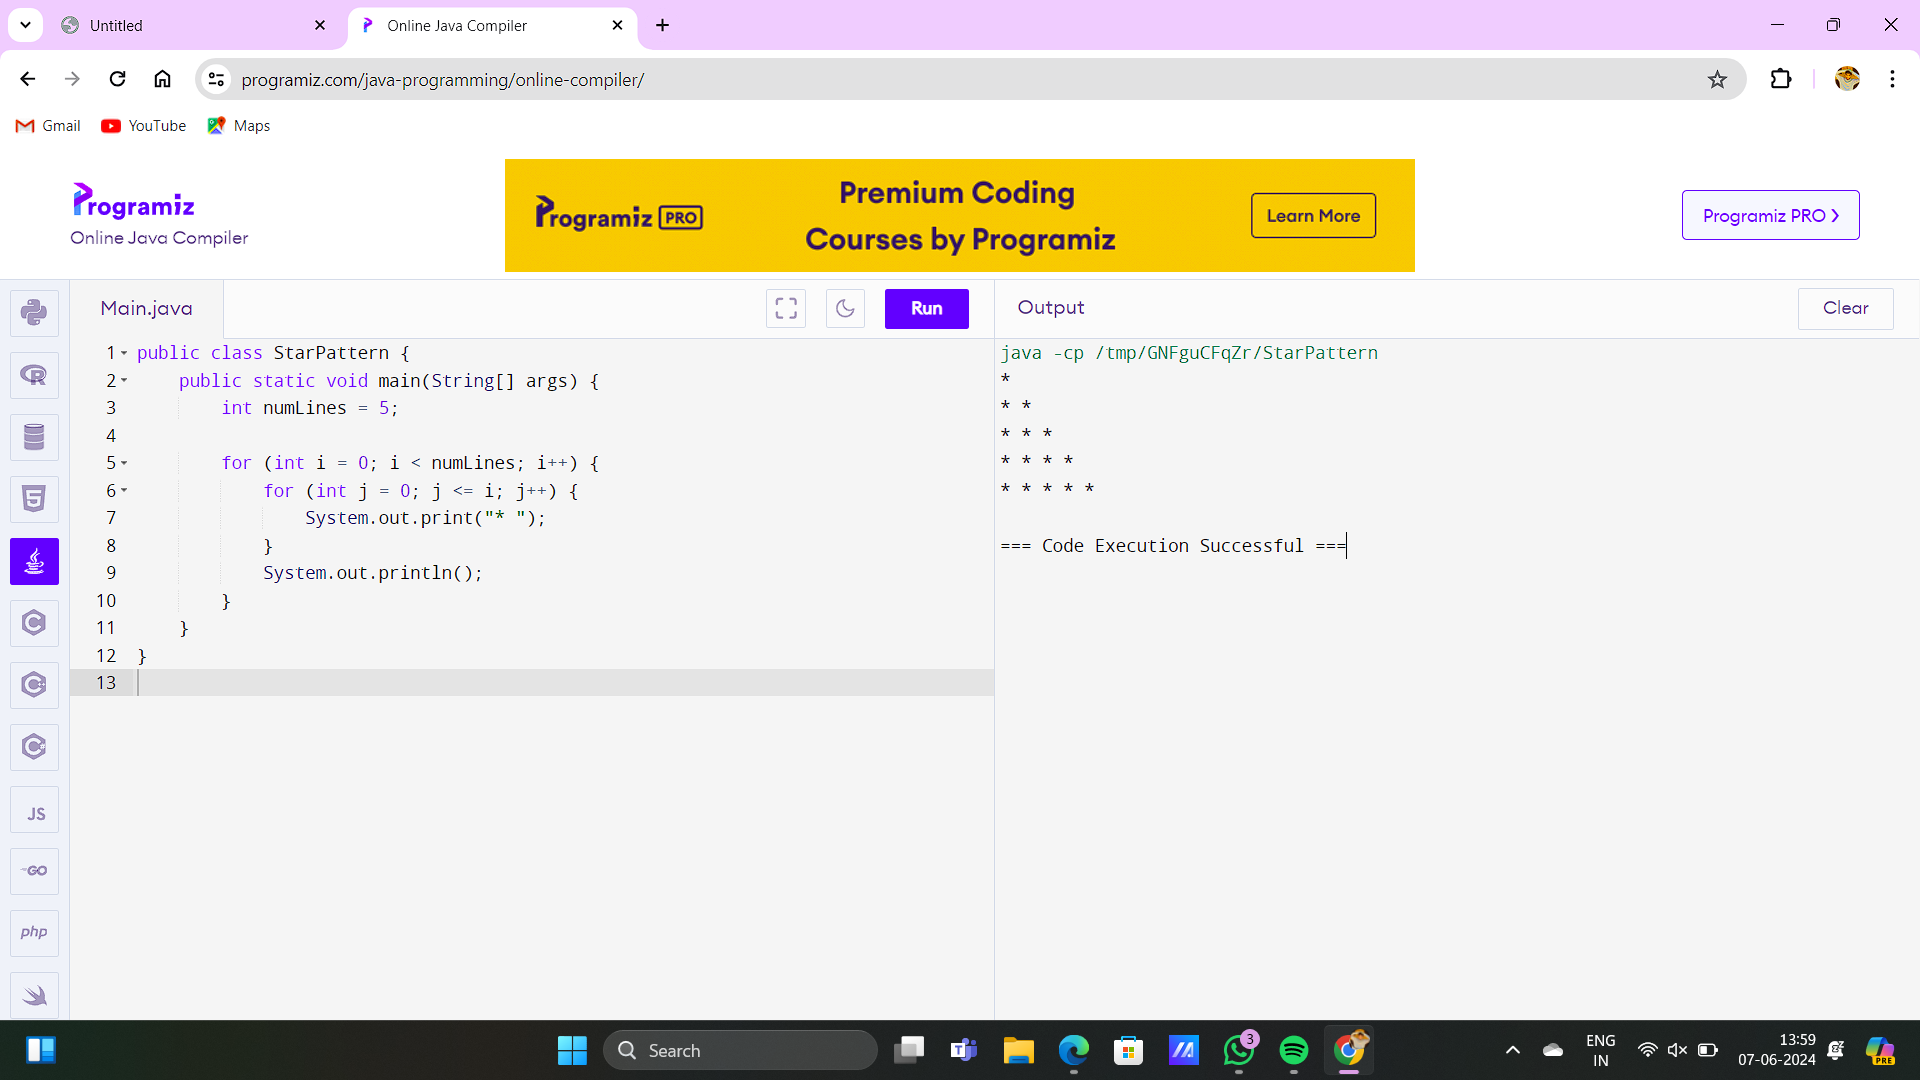 Untitled
Online Java Compiler
programiz.com/java-programming/online-compiler/
Gmail YouTube Maps
Programiz
Online Java Compiler
Programiz PRO
Premium Coding
Courses by Programiz
Learn More
Programiz PRO ❯
Main.java
Run
Output
Clear
1 public class StarPattern {
2     public static void main(String[] args) {
3         int numLines = 5;
4
5         for (int i = 0; i < numLines; i++) {
6             for (int j = 0; j <= i; j++) {
7                 System.out.print("* ");
8             }
9             System.out.println();
10         }
11     }
12 }
13
java -cp /tmp/GNFguCFqZr/StarPattern
*
* *
* * *
* * * *
* * * * *
=== Code Execution Successful ===
R
5
C
C
C
JS
GO
php
Search
T
3
ENG
IN
13:59
07-06-2024
PRE